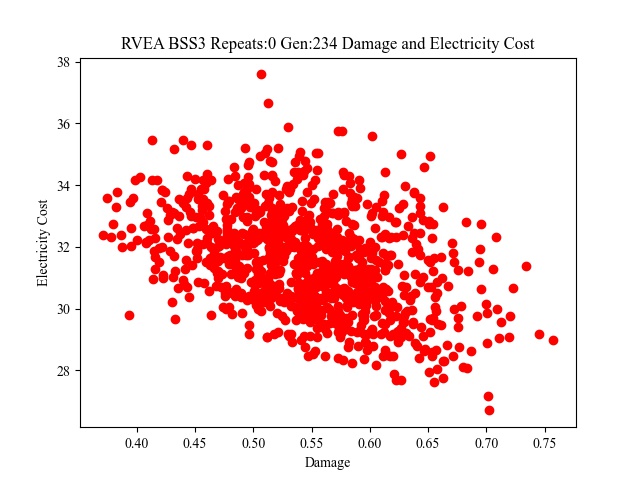 RVEA BSS3 Repeats:0 Gen:234 Damage and Electricity Cost
38
36
34
32
30
28
Electricity Cost
0.40 0.45 0.50 0.55 0.60 0.65 0.70 0.75
Damage